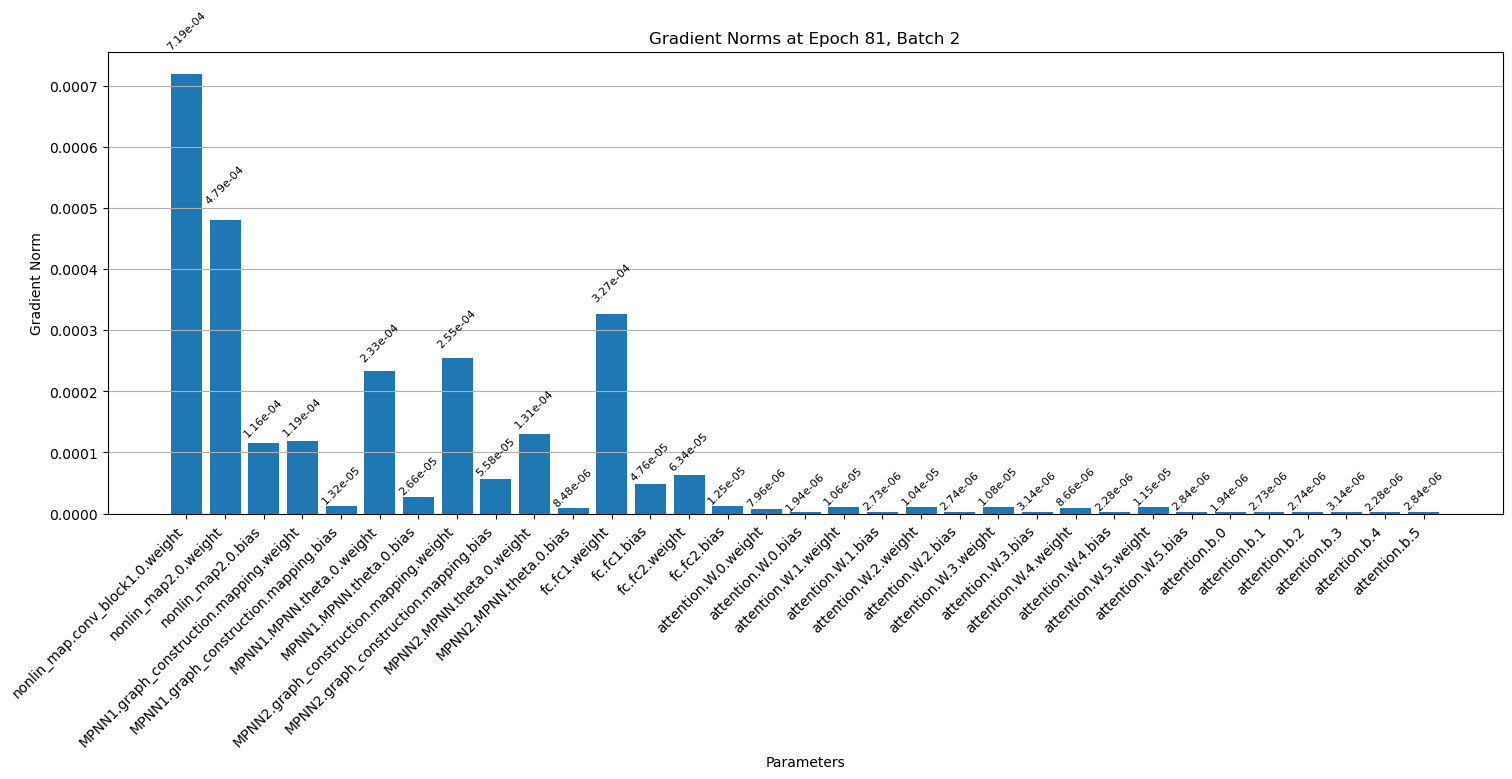 Gradient Norms at Epoch 81, Batch 2
Gradient Norm
0.0007
0.0006
0.0005
0.0004
0.0003
0.0002
0.0001
0.0000
7.19e-04
4.79e-04
1.16e-04
1.19e-04
1.32e-05
2.33e-04
2.66e-05
2.55e-04
5.58e-05
1.31e-04
8.48e-06
3.27e-04
4.76e-05
6.34e-05
1.25e-05
7.96e-06
1.94e-06
1.06e-05
2.73e-06
1.04e-05
2.74e-06
1.08e-05
3.14e-06
8.66e-06
2.28e-06
1.15e-05
2.84e-06
1.94e-06
2.73e-06
2.74e-06
3.14e-06
2.28e-06
2.84e-06
nonlin_map.conv_block1.0.weight
nonlin_map2.0.weight
nonlin_map2.0.bias
MPNN1.graph_construction.mapping.weight
MPNN1.graph_construction.mapping.bias
MPNN1.MPNN.theta.0.weight
MPNN1.MPNN.theta.0.bias
MPNN2.graph_construction.mapping.weight
MPNN2.graph_construction.mapping.bias
MPNN2.MPNN.theta.0.weight
MPNN2.MPNN.theta.0.bias
fc.fc1.weight
fc.fc1.bias
fc.fc2.weight
fc.fc2.bias
attention.W.0.weight
attention.W.0.bias
attention.W.1.weight
attention.W.1.bias
attention.W.2.weight
attention.W.2.bias
attention.W.3.weight
attention.W.3.bias
attention.W.4.weight
attention.W.4.bias
attention.W.5.weight
attention.W.5.bias
attention.b.0
attention.b.1
attention.b.2
attention.b.3
attention.b.4
attention.b.5
Parameters